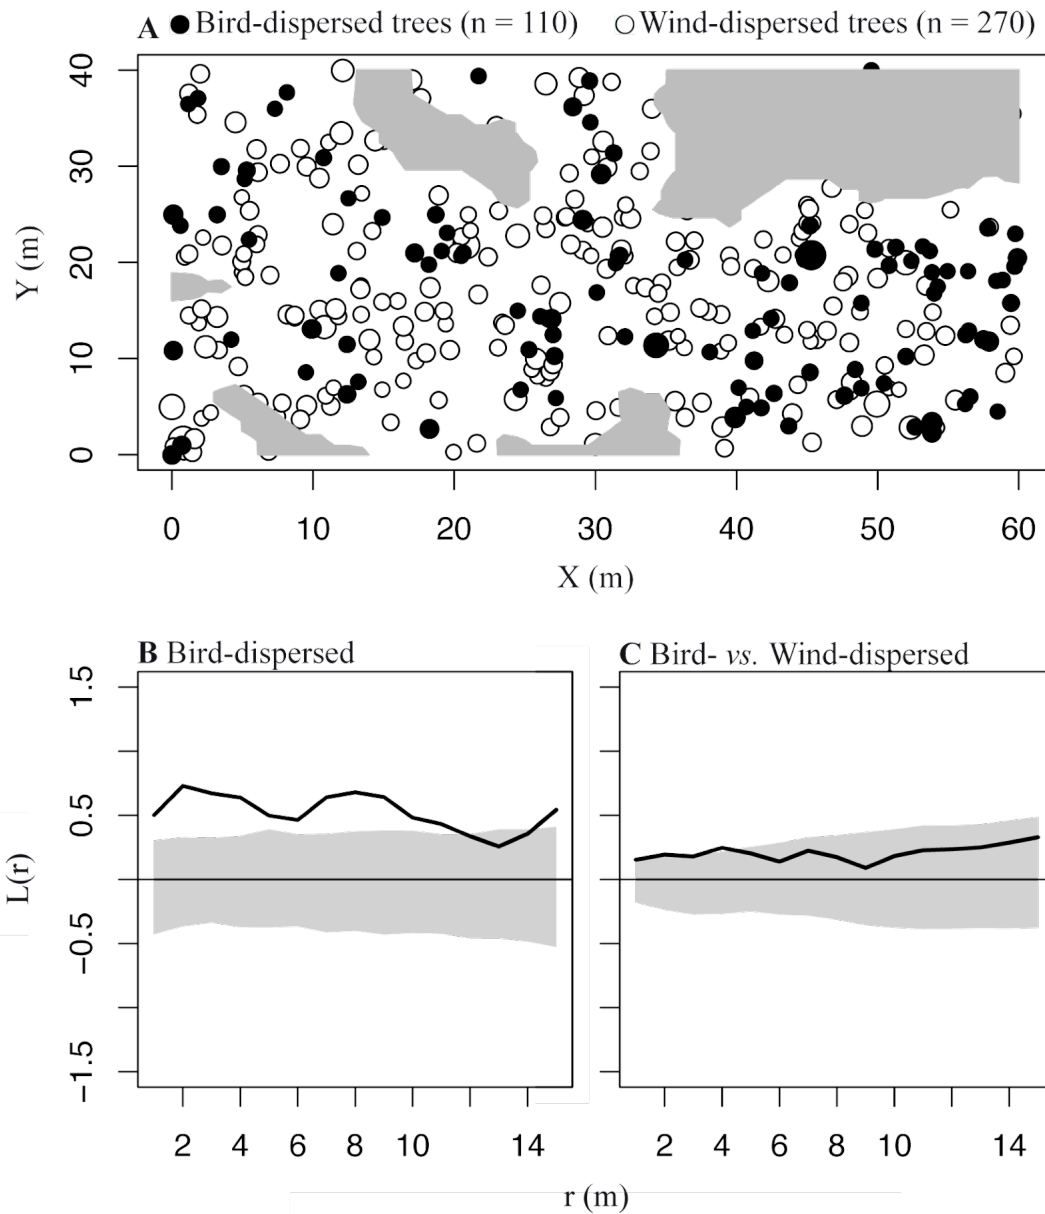 A ● Bird-dispersed trees (n = 110) ○ Wind-dispersed trees (n = 270)
40
30
20
10
0
Y (m)
0 10 20 30 40 50 60
X (m)
B Bird-dispersed
C Bird- vs. Wind-dispersed
1.5
0.5
−0.5
−1.5
L(r)
2 4 6 8 10 14
2 4 6 8 10 14
r (m)